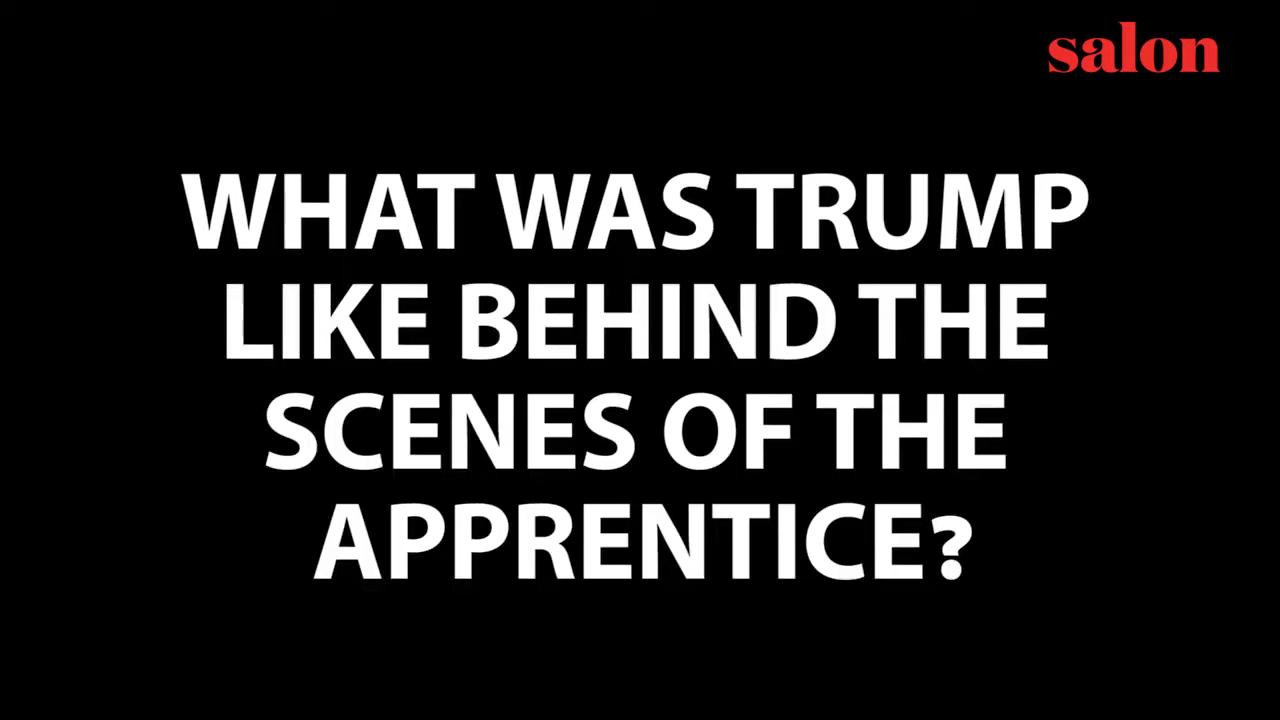 salon
WHAT WAS TRUMP
LIKE BEHIND THE
SCENES OF THE
APPRENTICE?